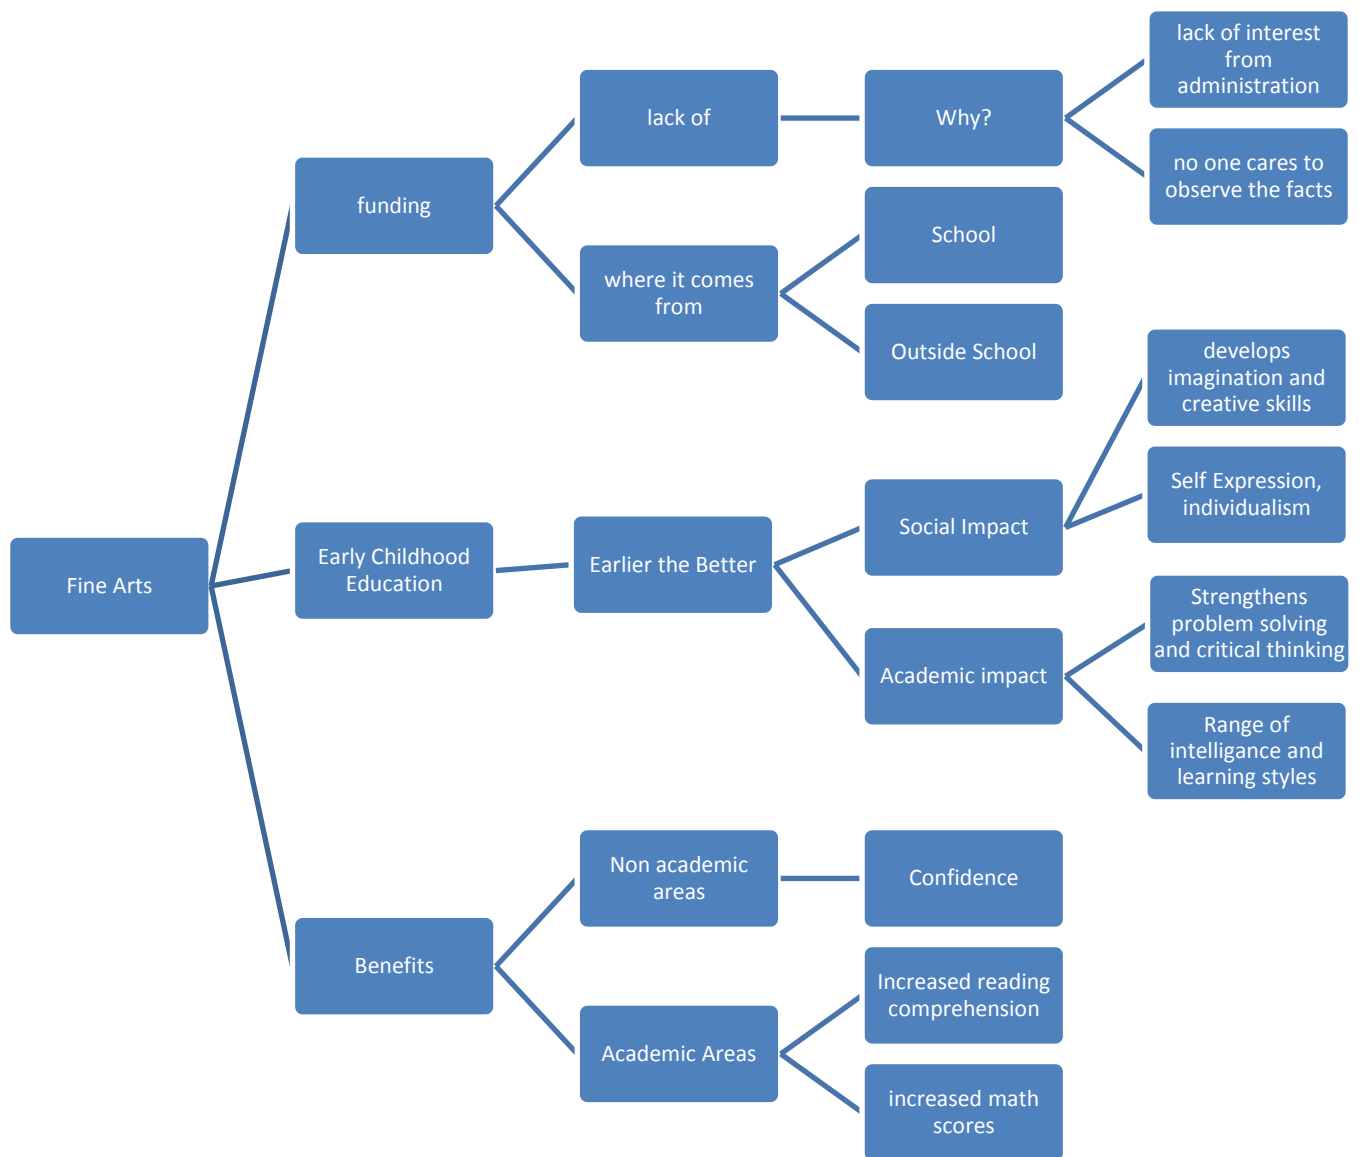 Fine Arts
funding
lack of
Why?
lack of interest
from
administration
no one cares to
observe the facts
where it comes
from
School
Outside School
Early Childhood
Education
Earlier the Better
Social Impact
develops
imagination and
creative skills
Self Expression,
individualism
Academic impact
Strengthens
problem solving
and critical thinking
Range of
intelligance and
learning styles
Benefits
Non academic
areas
Confidence
Academic Areas
Increased reading
comprehension
increased math
scores